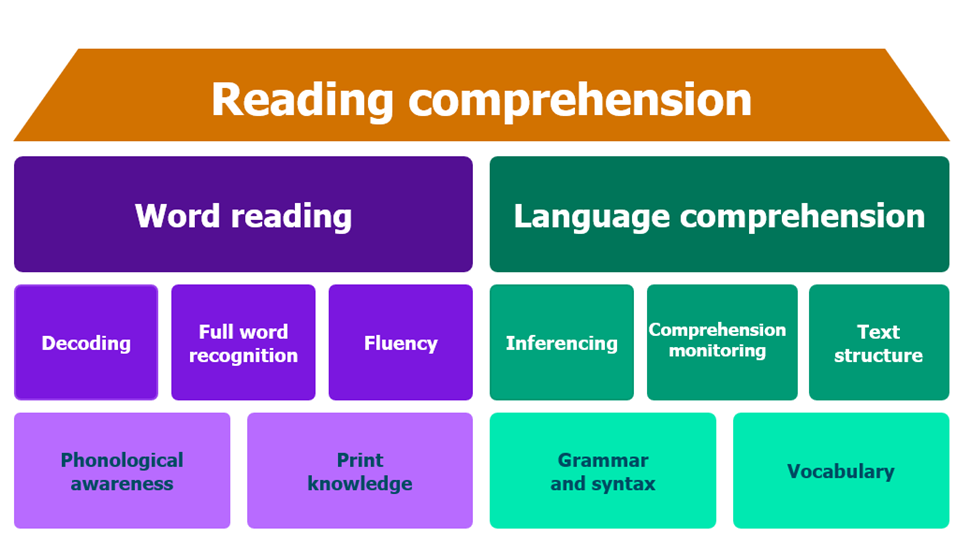 Reading comprehension
Word reading
Language comprehension
Decoding
Full word
recognition
Fluency
Inferencing
Comprehension
monitoring
Text
structure
Phonological
awareness
Print
knowledge
Grammar
and syntax
Vocabulary